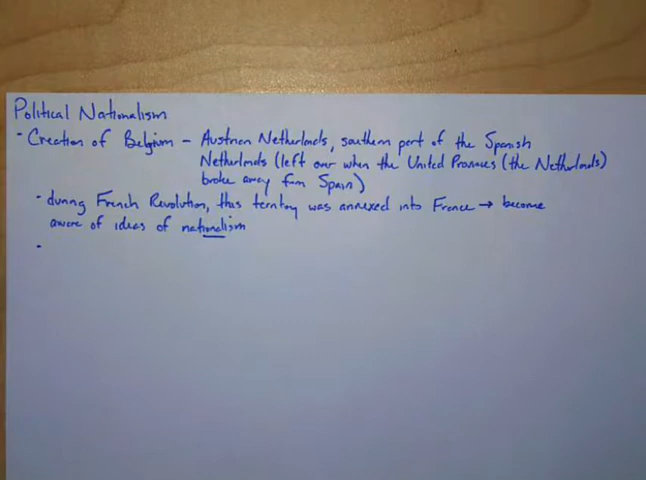 Political Nationalism
- Creation of Belgium - Austrian Netherlands, southern part of the Spanish
Netherlands (left over when the United Provinces (the Netherlands)
broke away from Spain)
- during French Revolution, this territory was annexed into France → become
aware of ideas of nationalism
-